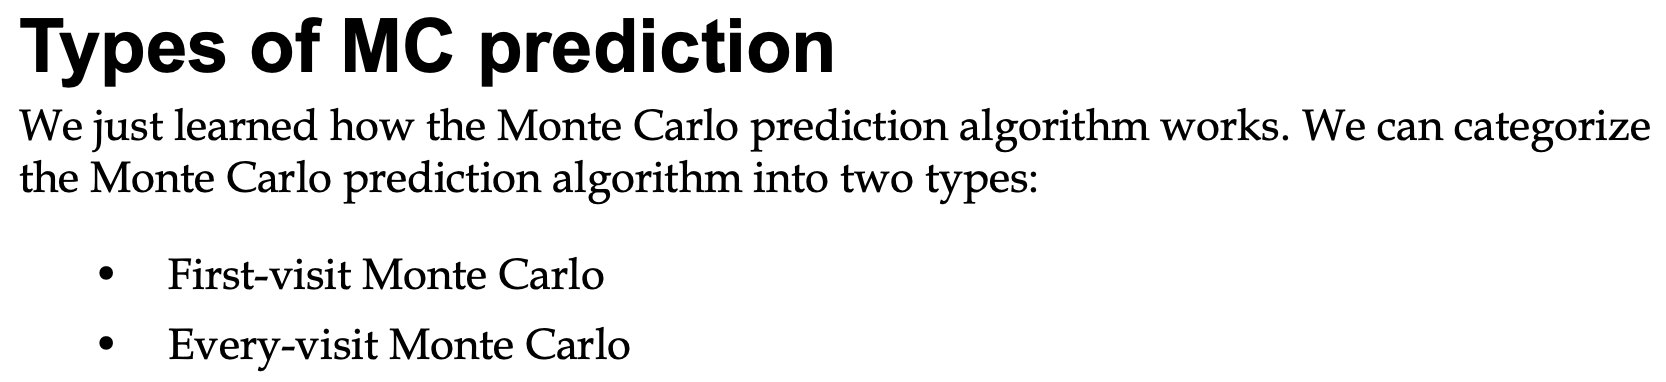 Types of MC prediction
We just learned how the Monte Carlo prediction algorithm works. We can categorize
the Monte Carlo prediction algorithm into two types:
• First-visit Monte Carlo
• Every-visit Monte Carlo